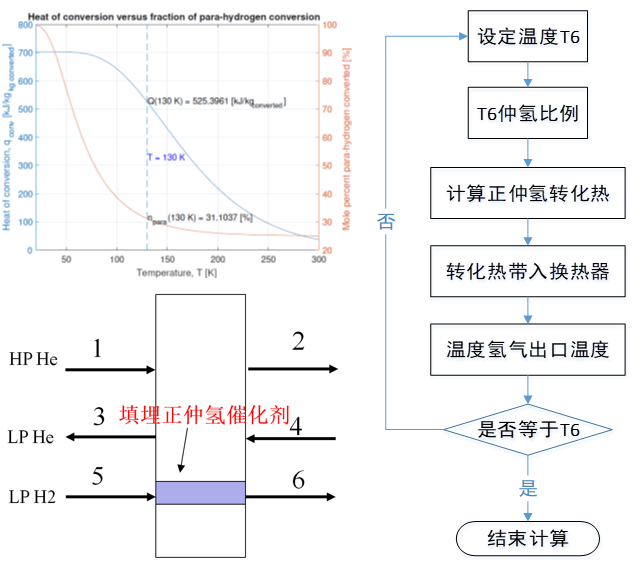 Heat of conversion versus fraction of para-hydrogen conversion
Heat of conversion, q_conv [kJ/kg_kg converted]
800
700
600
500
400
300
200
100
0
100
90
80
70
60
50
40
30
20
Mole percent para-hydrogen converted [%]
Q(130 K) = 525.3961 [kJ/kg_converted]
T = 130 K
n_para(130 K) = 31.1037 [%]
50
100
150
200
250
300
Temperature, T [K]
HP He
1
2
填埋正仲氢催化剂
LP He
3
4
LP H2
5
6
设定温度T6
T6仲氢比例
计算正仲氢转化热
转化热带入换热器
温度氢气出口温度
是否等于T6
否
是
结束计算